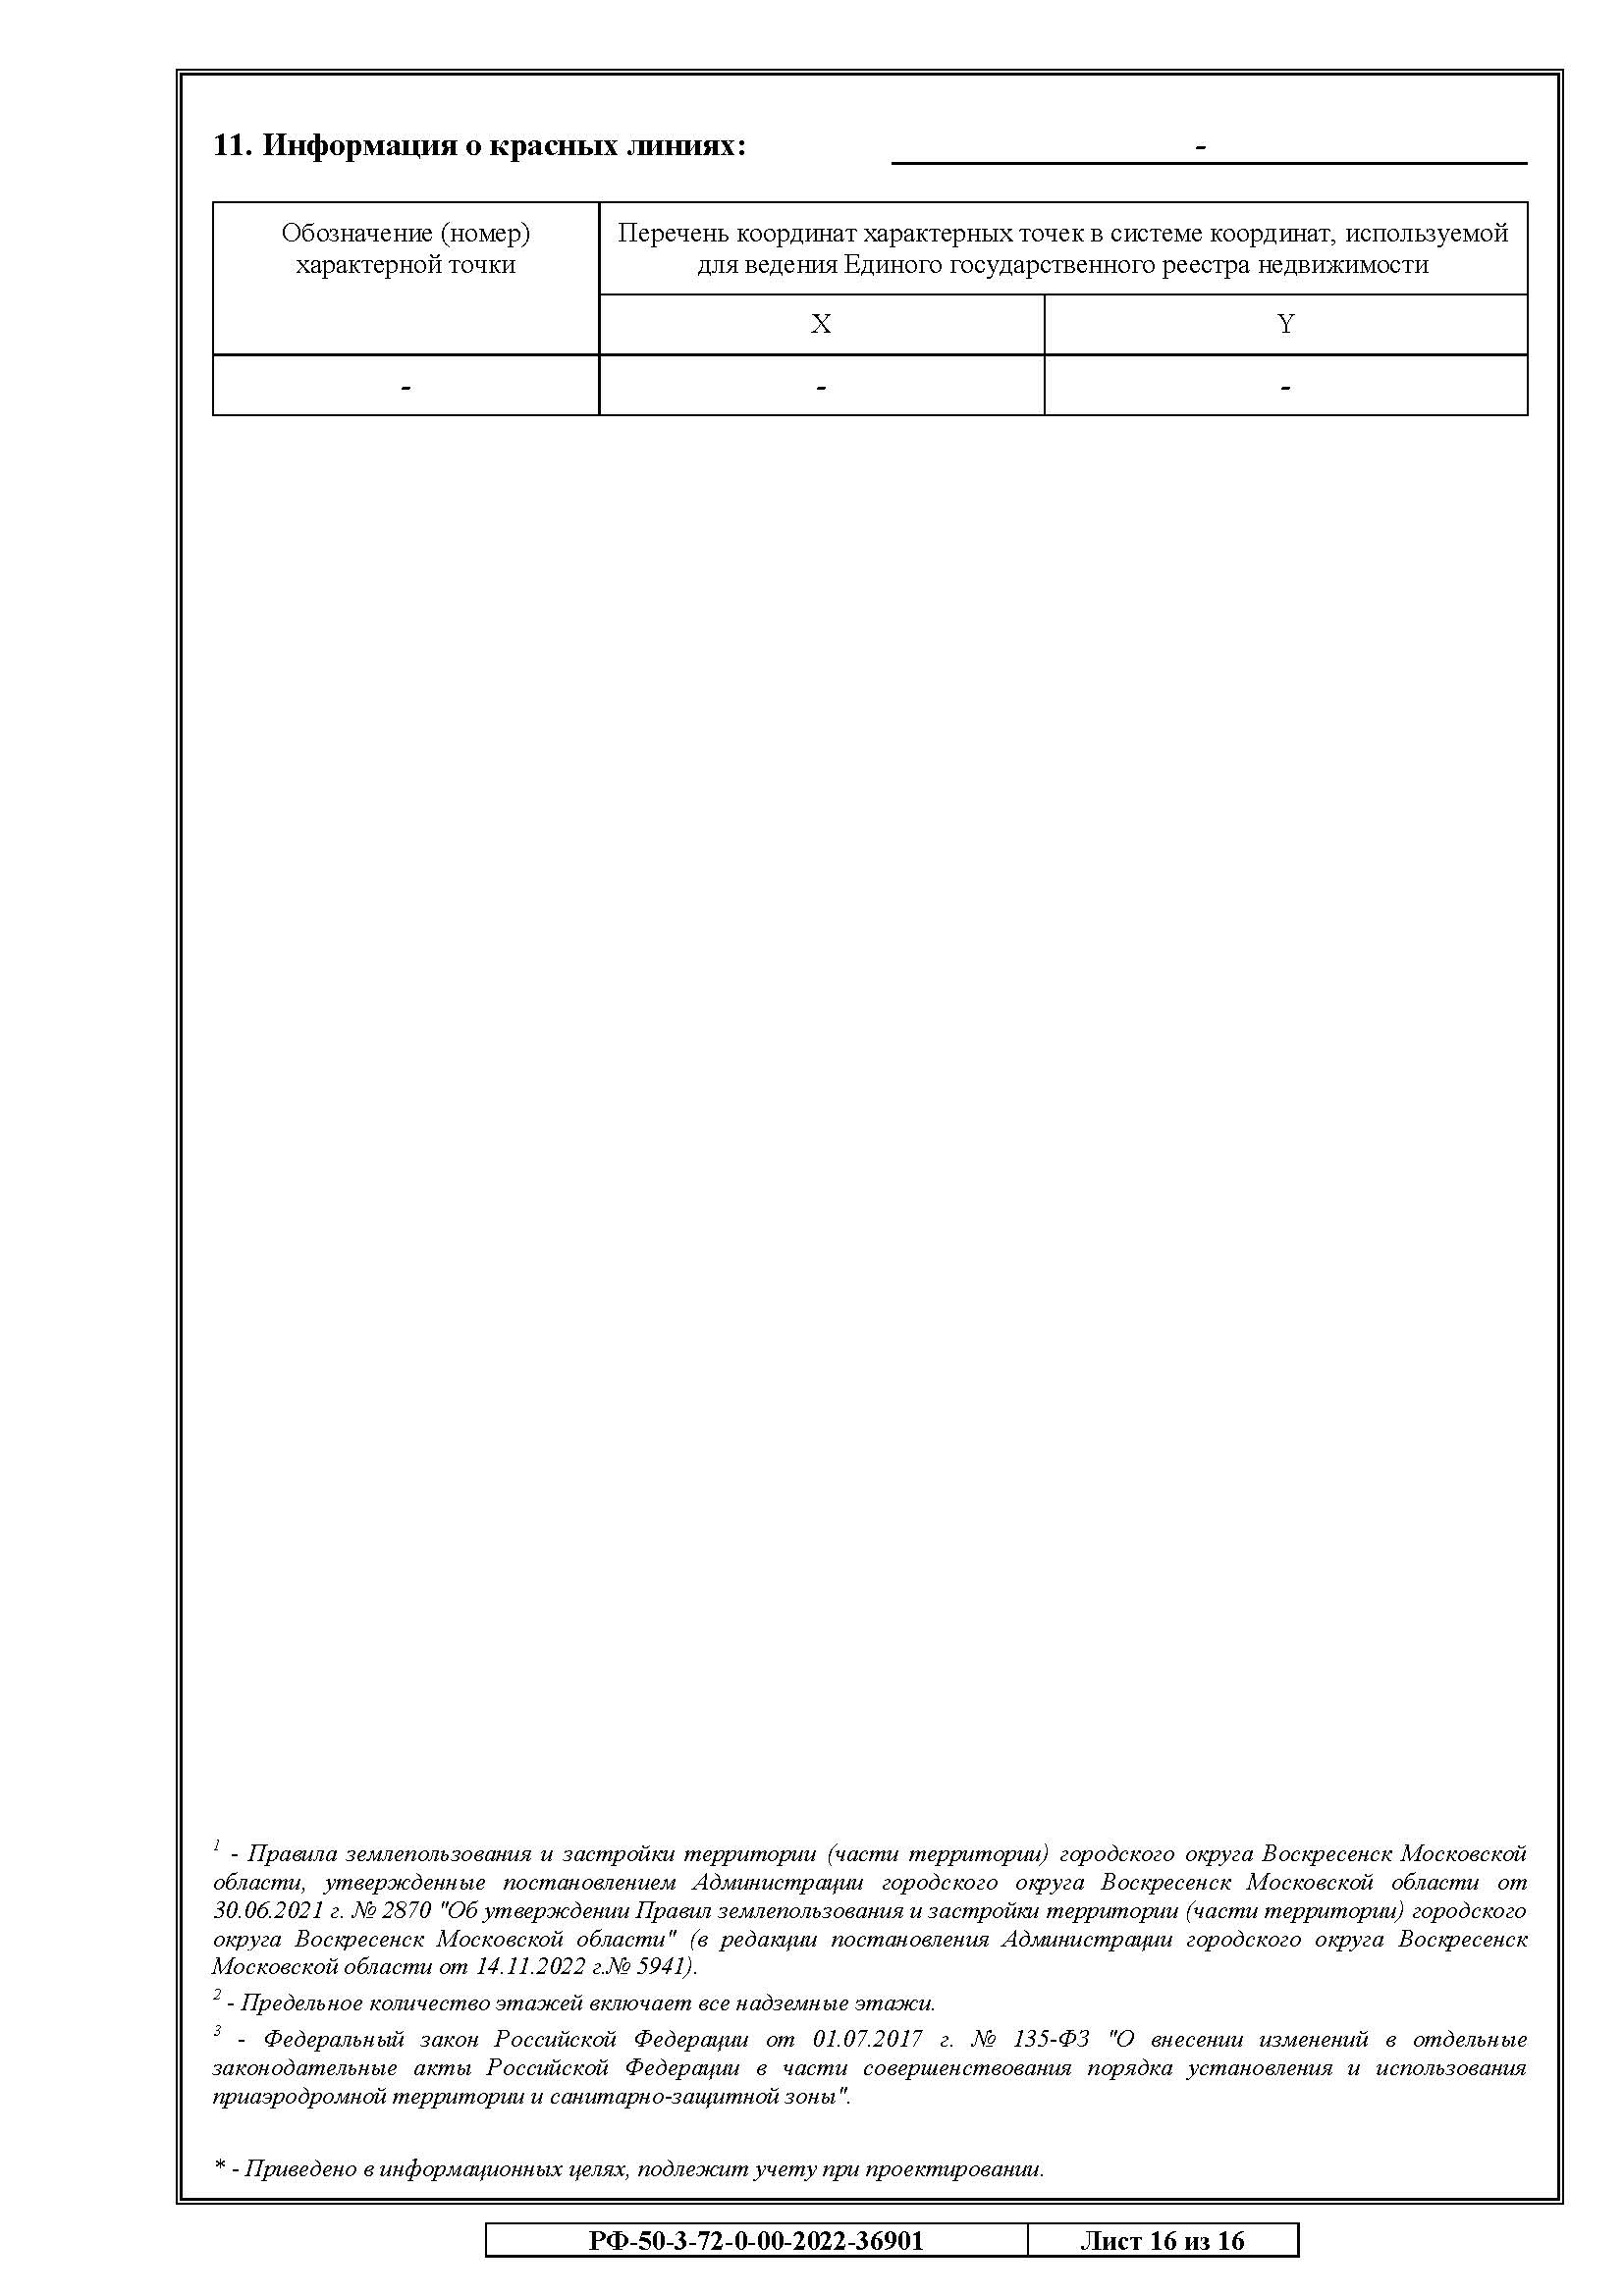 11. Информация о красных линиях:
-
Обозначение (номер)
характерной точки
Перечень координат характерных точек в системе координат, используемой
для ведения Единого государственного реестра недвижимости
X
Y
-
-
-
1 - Правила землепользования и застройки территории (части территории) городского округа Воскресенск Московской
области, утвержденные постановлением Администрации городского округа Воскресенск Московской области от
30.06.2021 г. № 2870 "Об утверждении Правил землепользования и застройки территории (части территории) городского
округа Воскресенск Московской области" (в редакции постановления Администрации городского округа Воскресенск
Московской области от 14.11.2022 г.№ 5941).
2 - Предельное количество этажей включает все надземные этажи.
3 - Федеральный закон Российской Федерации от 01.07.2017 г. № 135-ФЗ "О внесении изменений в отдельные
законодательные акты Российской Федерации в части совершенствования порядка установления и использования
приаэродромной территории и санитарно-защитной зоны".
* - Приведено в информационных целях, подлежит учету при проектировании.
РФ-50-3-72-0-00-2022-36901
Лист 16 из 16